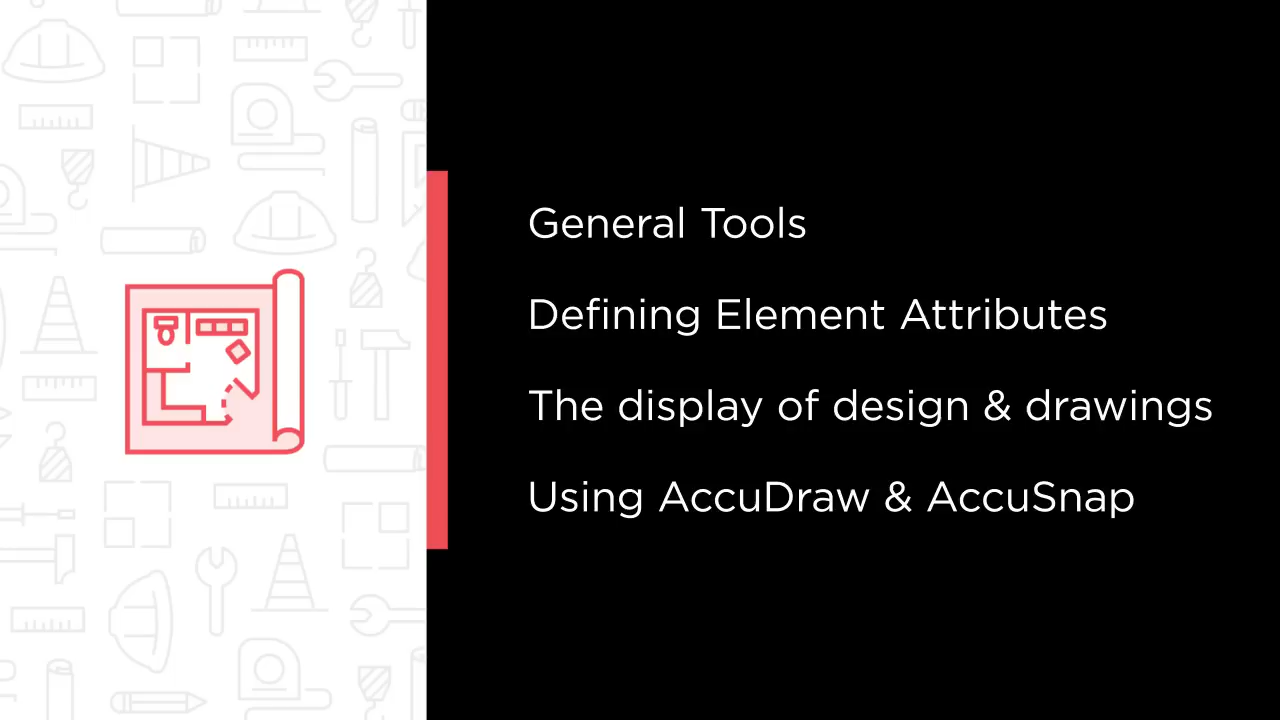 General Tools
Defining Element Attributes
The display of design & drawings
Using AccuDraw & AccuSnap